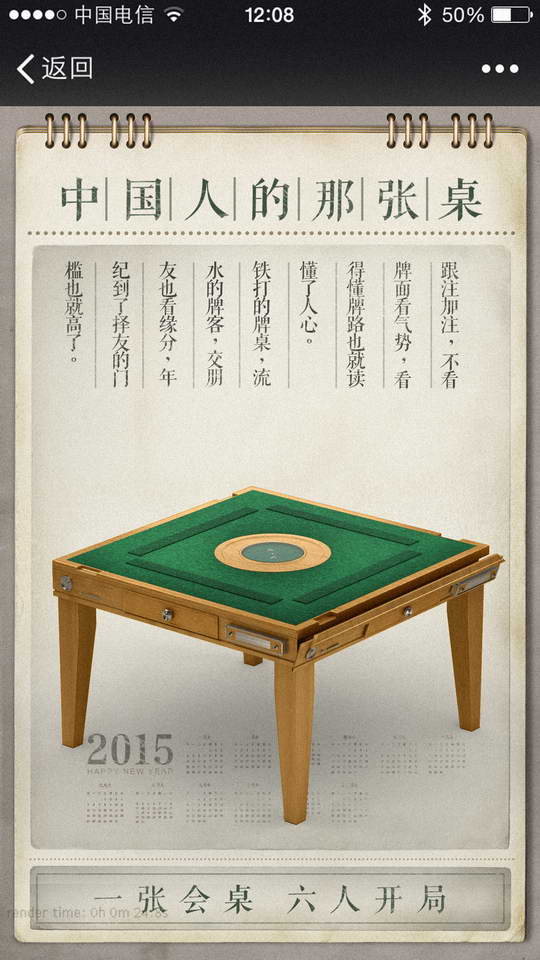 中国电信
12:08
50%
返回
中国人的那张桌
跟注加注，不看
牌面看气势，看
得懂牌路也就读
懂了人心。
铁打的牌桌，流
水的牌客，交朋
友也看缘分，年
纪到了择友的门
槛也就高了。
2015
HAPPY NEW YEAR
一张会桌 六人开局
render time: 0h 0m 24.8s